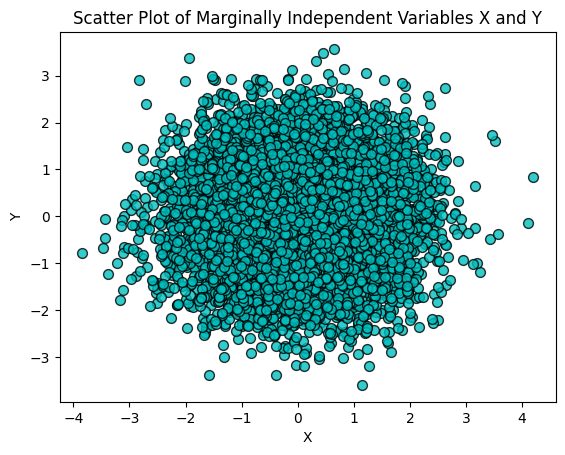 Scatter Plot of Marginally Independent Variables X and Y
3
2
1
0
−1
−2
−3
Y
−4 −3 −2 −1 0 1 2 3 4
X